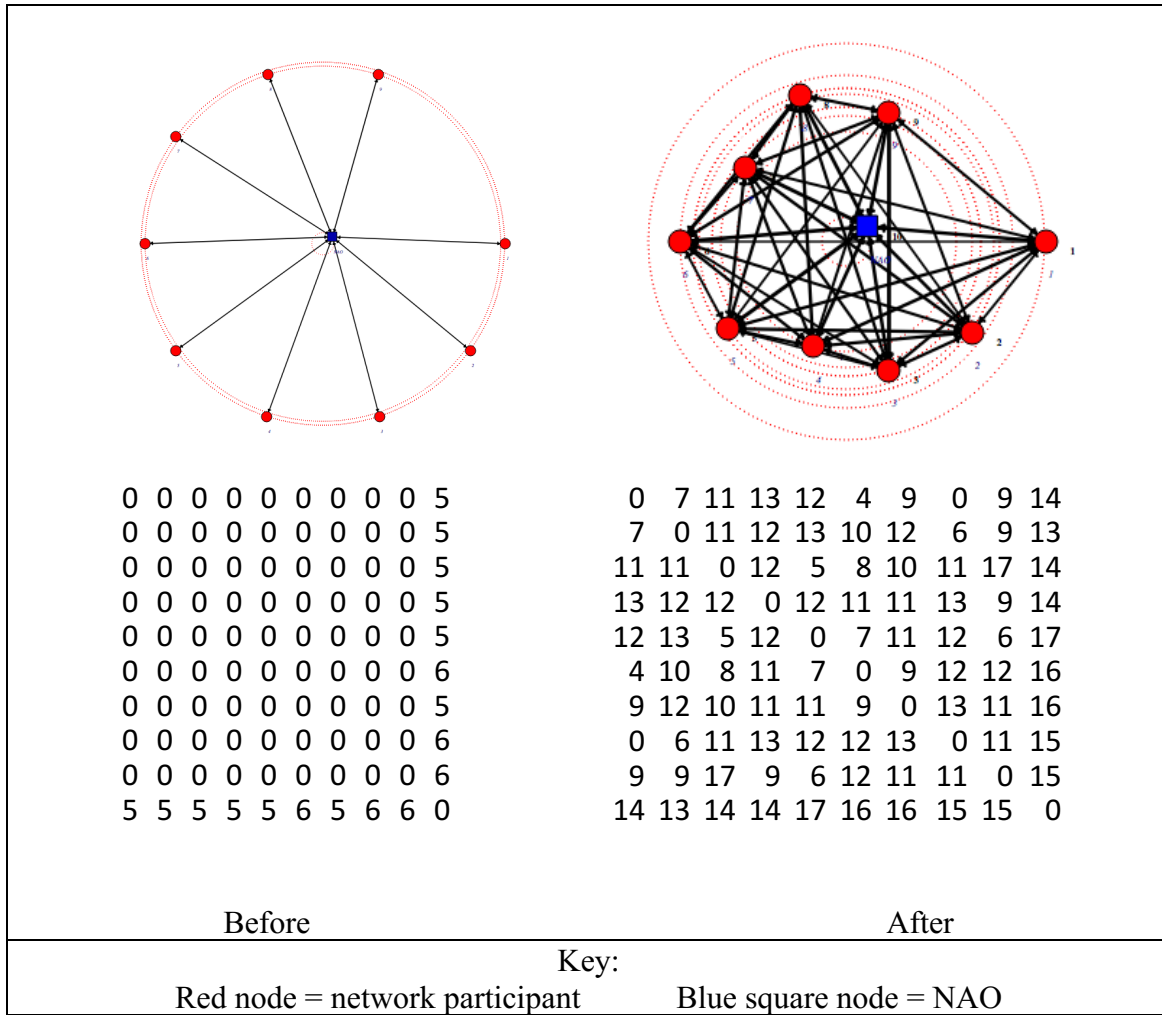 9
1
1
2
2
3
3
4
5
6
0 0 0 0 0 0 0 0 0 5
0 0 0 0 0 0 0 0 0 5
0 0 0 0 0 0 0 0 0 5
0 0 0 0 0 0 0 0 0 5
0 0 0 0 0 0 0 0 0 5
0 0 0 0 0 0 0 0 0 6
0 0 0 0 0 0 0 0 0 5
0 0 0 0 0 0 0 0 0 6
0 0 0 0 0 0 0 0 0 6
5 5 5 5 5 6 5 6 6 0
0 7 11 13 12 4 9 0 9 14
7 0 11 12 13 10 12 6 9 13
11 11 0 12 5 8 10 11 17 14
13 12 12 0 12 11 11 13 9 14
12 13 5 12 0 7 11 12 6 17
4 10 8 11 7 0 9 12 12 16
9 12 10 11 11 9 0 13 11 16
0 6 11 13 12 12 13 0 11 15
9 9 17 9 6 12 11 11 0 15
14 13 14 14 17 16 16 15 15 0
Before
After
Key:
Red node = network participant
Blue square node = NAO